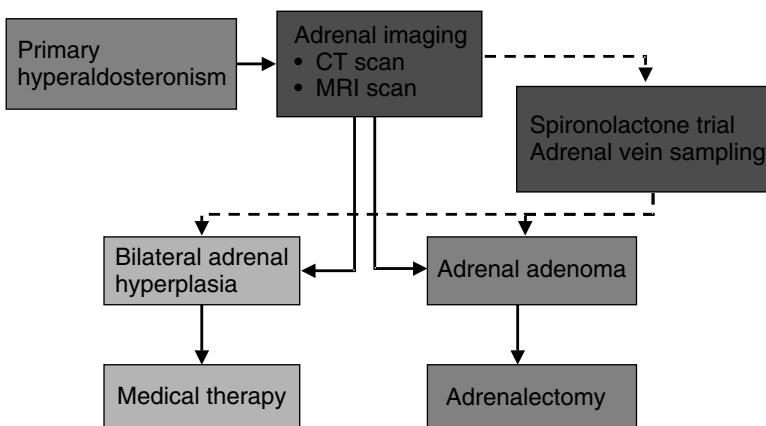 Primary
hyperaldosteronism
Adrenal imaging
• CT scan
• MRI scan
Spironolactone trial
Adrenal vein sampling
Bilateral adrenal
hyperplasia
Adrenal adenoma
Medical therapy
Adrenalectomy